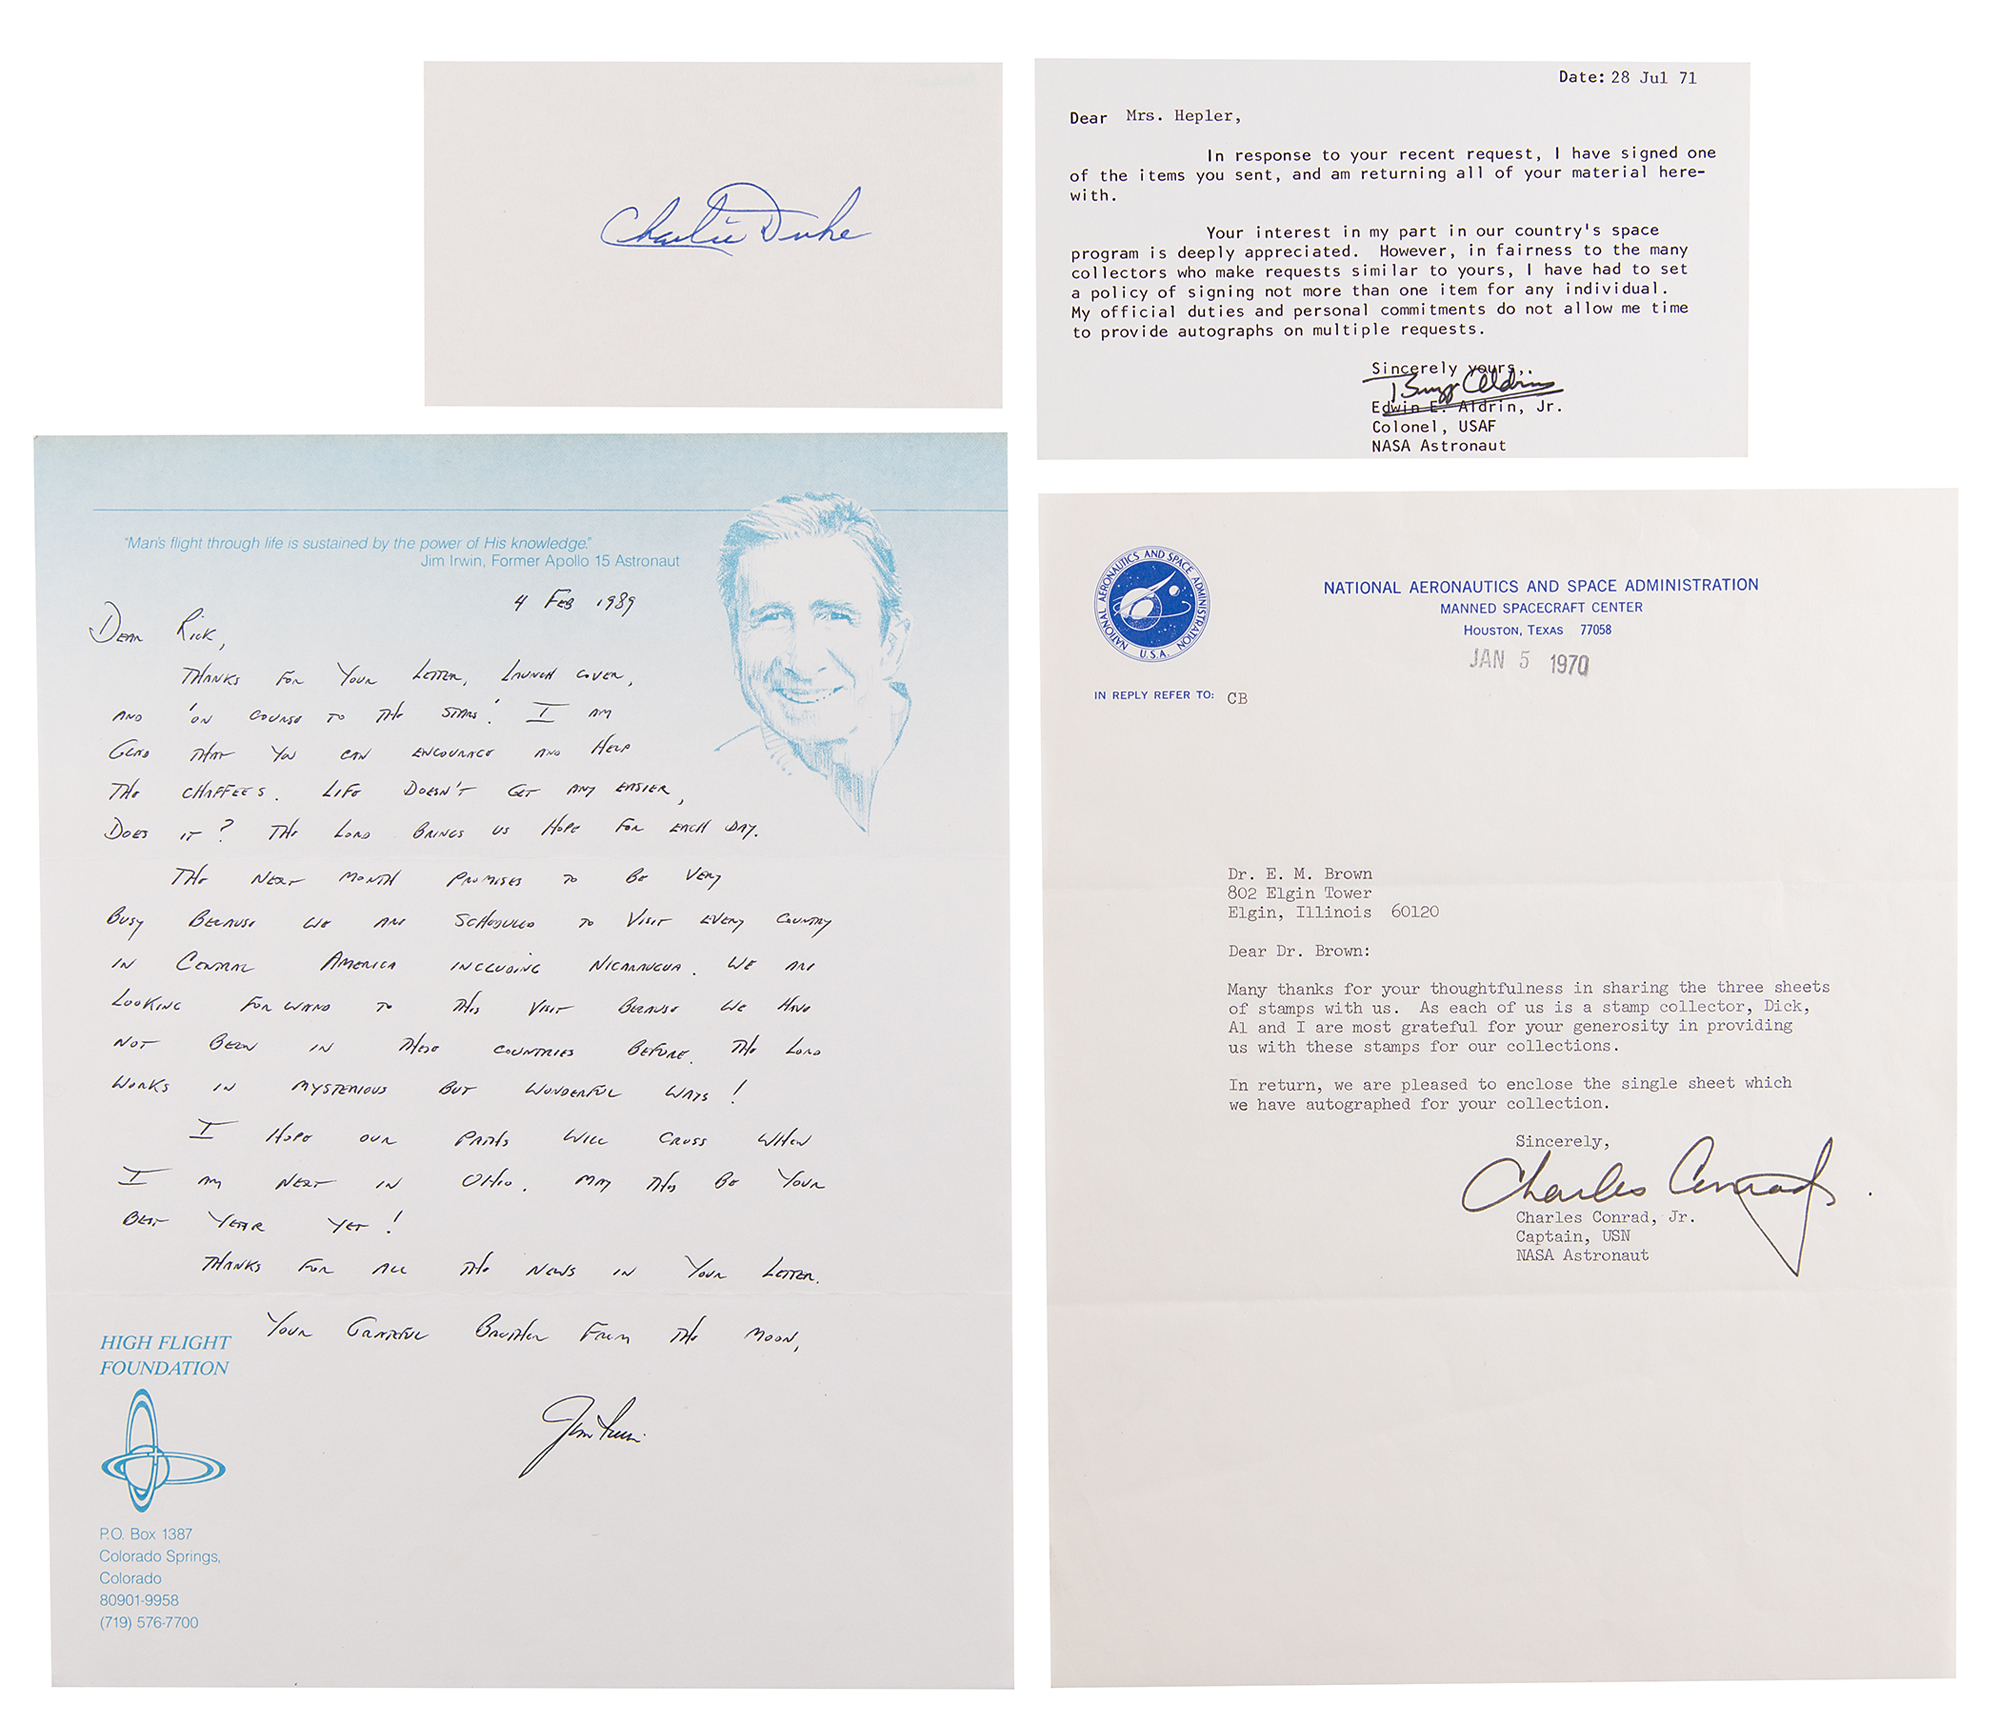 Charlie Duke
Date: 28 Jul 71
Dear Mrs. Hepler,
In response to your recent request, I have signed one
of the items you sent, and am returning all of your material here-
with.
Your interest in my part in our country's space
program is deeply appreciated. However, in fairness to the many
collectors who make requests similar to yours, I have had to set
a policy of signing not more than one item for any individual.
My official duties and personal commitments do not allow me time
to provide autographs on multiple requests.
Sincerely yours,
Buzz Aldrin
Edwin E. Aldrin, Jr.
Colonel, USAF
NASA Astronaut
"Man's flight through life is sustained by the power of His knowledge."
Jim Irwin, Former Apollo 15 Astronaut
4 FEB 1989
DEAR RICK,
THANKS FOR YOUR LETTER, LAUNCH COVER,
AND 'ON COURSE TO THE STARS'. I AM
GLAD THAT YOU CAN ENCOURAGE AND HELP
THE CHAFFEES. LIFE DOESN'T GET ANY EASIER,
DOES IT? THE LORD BRINGS US HOPE FOR EACH DAY.
THE NEXT MONTH PROMISES TO BE VERY
BUSY BECAUSE WE ARE SCHEDULED TO VISIT EVERY COUNTRY
IN CENTRAL AMERICA INCLUDING NICARAUGUA. WE ARE
LOOKING FORWARD TO THIS VISIT BECAUSE WE HAVE
NOT BEEN IN THESE COUNTRIES BEFORE. THE LORD
WORKS IN MYSTERIOUS BUT WONDERFUL WAYS!
I HOPE OUR PATHS WILL CROSS WHEN
I AM NEXT IN OHIO. MAY THIS BE YOUR
BEST YEAR YET!
THANKS FOR ALL THE NEWS IN YOUR LETTER.
YOUR GRATEFUL BROTHER FROM THE MOON,
Jim Irwin
HIGH FLIGHT
FOUNDATION
P.O. Box 1387
Colorado Springs,
Colorado
80901-9958
(719) 576-7700
NATIONAL AERONAUTICS AND SPACE ADMINISTRATION
U.S.A.
NATIONAL AERONAUTICS AND SPACE ADMINISTRATION
MANNED SPACECRAFT CENTER
HOUSTON, TEXAS 77058
JAN 5 1970
IN REPLY REFER TO: CB
Dr. E. M. Brown
802 Elgin Tower
Elgin, Illinois 60120
Dear Dr. Brown:
Many thanks for your thoughtfulness in sharing the three sheets
of stamps with us. As each of us is a stamp collector, Dick,
Al and I are most grateful for your generosity in providing
us with these stamps for our collections.
In return, we are pleased to enclose the single sheet which
we have autographed for your collection.
Sincerely,
Charles Conrad Jr.
Charles Conrad, Jr.
Captain, USN
NASA Astronaut